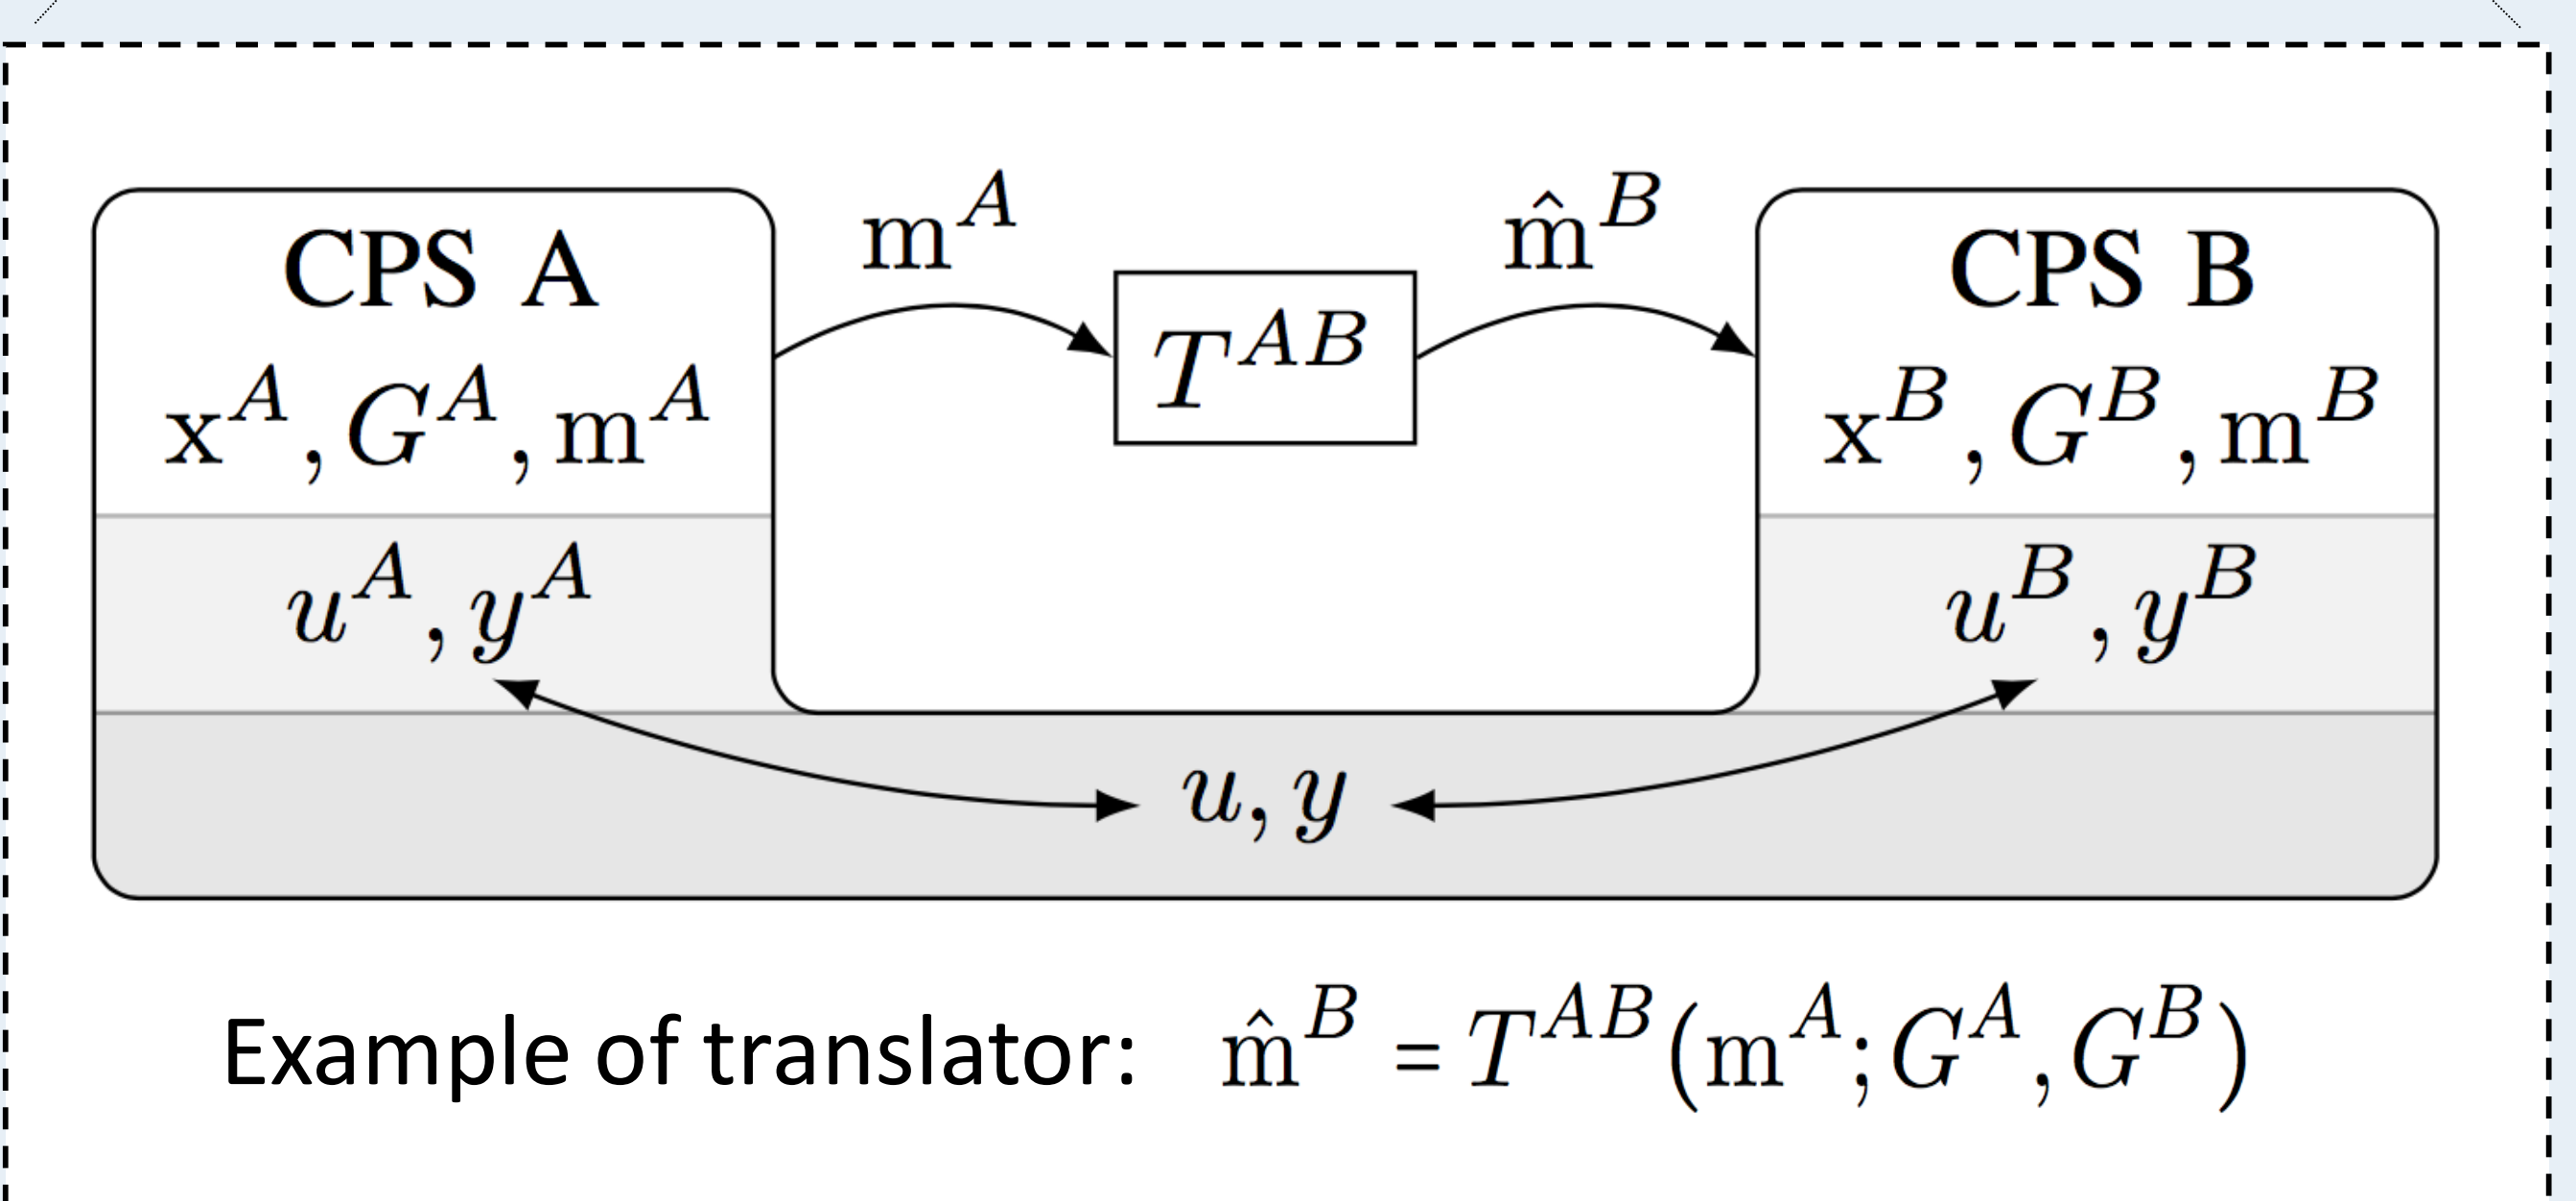 m^A
m̂^B
CPS A
T^{AB}
CPS B
x^A, G^A, m^A
x^B, G^B, m^B
u^A, y^A
u^B, y^B
u, y
Example of translator: m̂^B = T^{AB}(m^A; G^A, G^B)